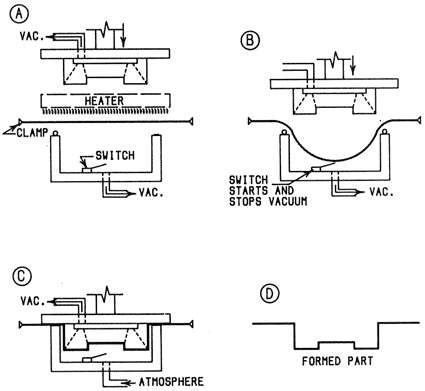 A
VAC.
HEATER
CLAMP
SWITCH
VAC.
B
SWITCH
STARTS AND
STOPS VACUUM
VAC.
C
VAC.
ATMOSPHERE
D
FORMED PART